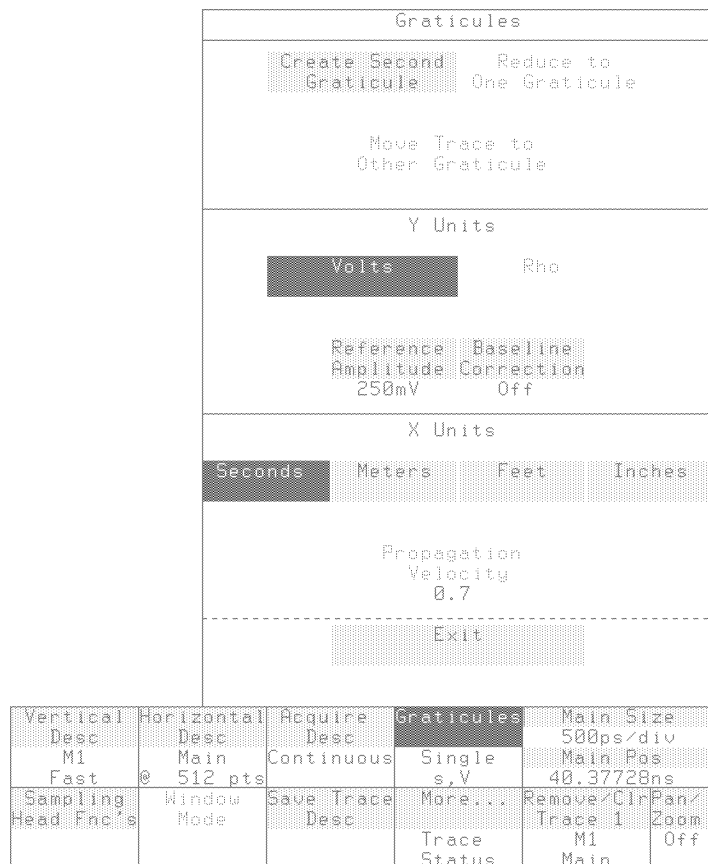 Graticules
Create Second Reduce to
Graticule One Graticule
Move Trace to
Other Graticule
Y Units
Volts Rho
Reference Baseline
Amplitude Correction
250mV Off
X Units
Seconds Meters Feet Inches
Propagation
Velocity
0.7
Exit
Vertical Horizontal Acquire Graticules Main Size
Desc Desc Desc 500ps/div
M1 Main Continuous Single Main Pos
Fast @ 512 pts s,V 40.37728ns
Sampling Window Save Trace More... Remove/Clr Pan/
Head Fnc's Mode Desc Trace 1 Zoom
Trace M1 Off
Status Main